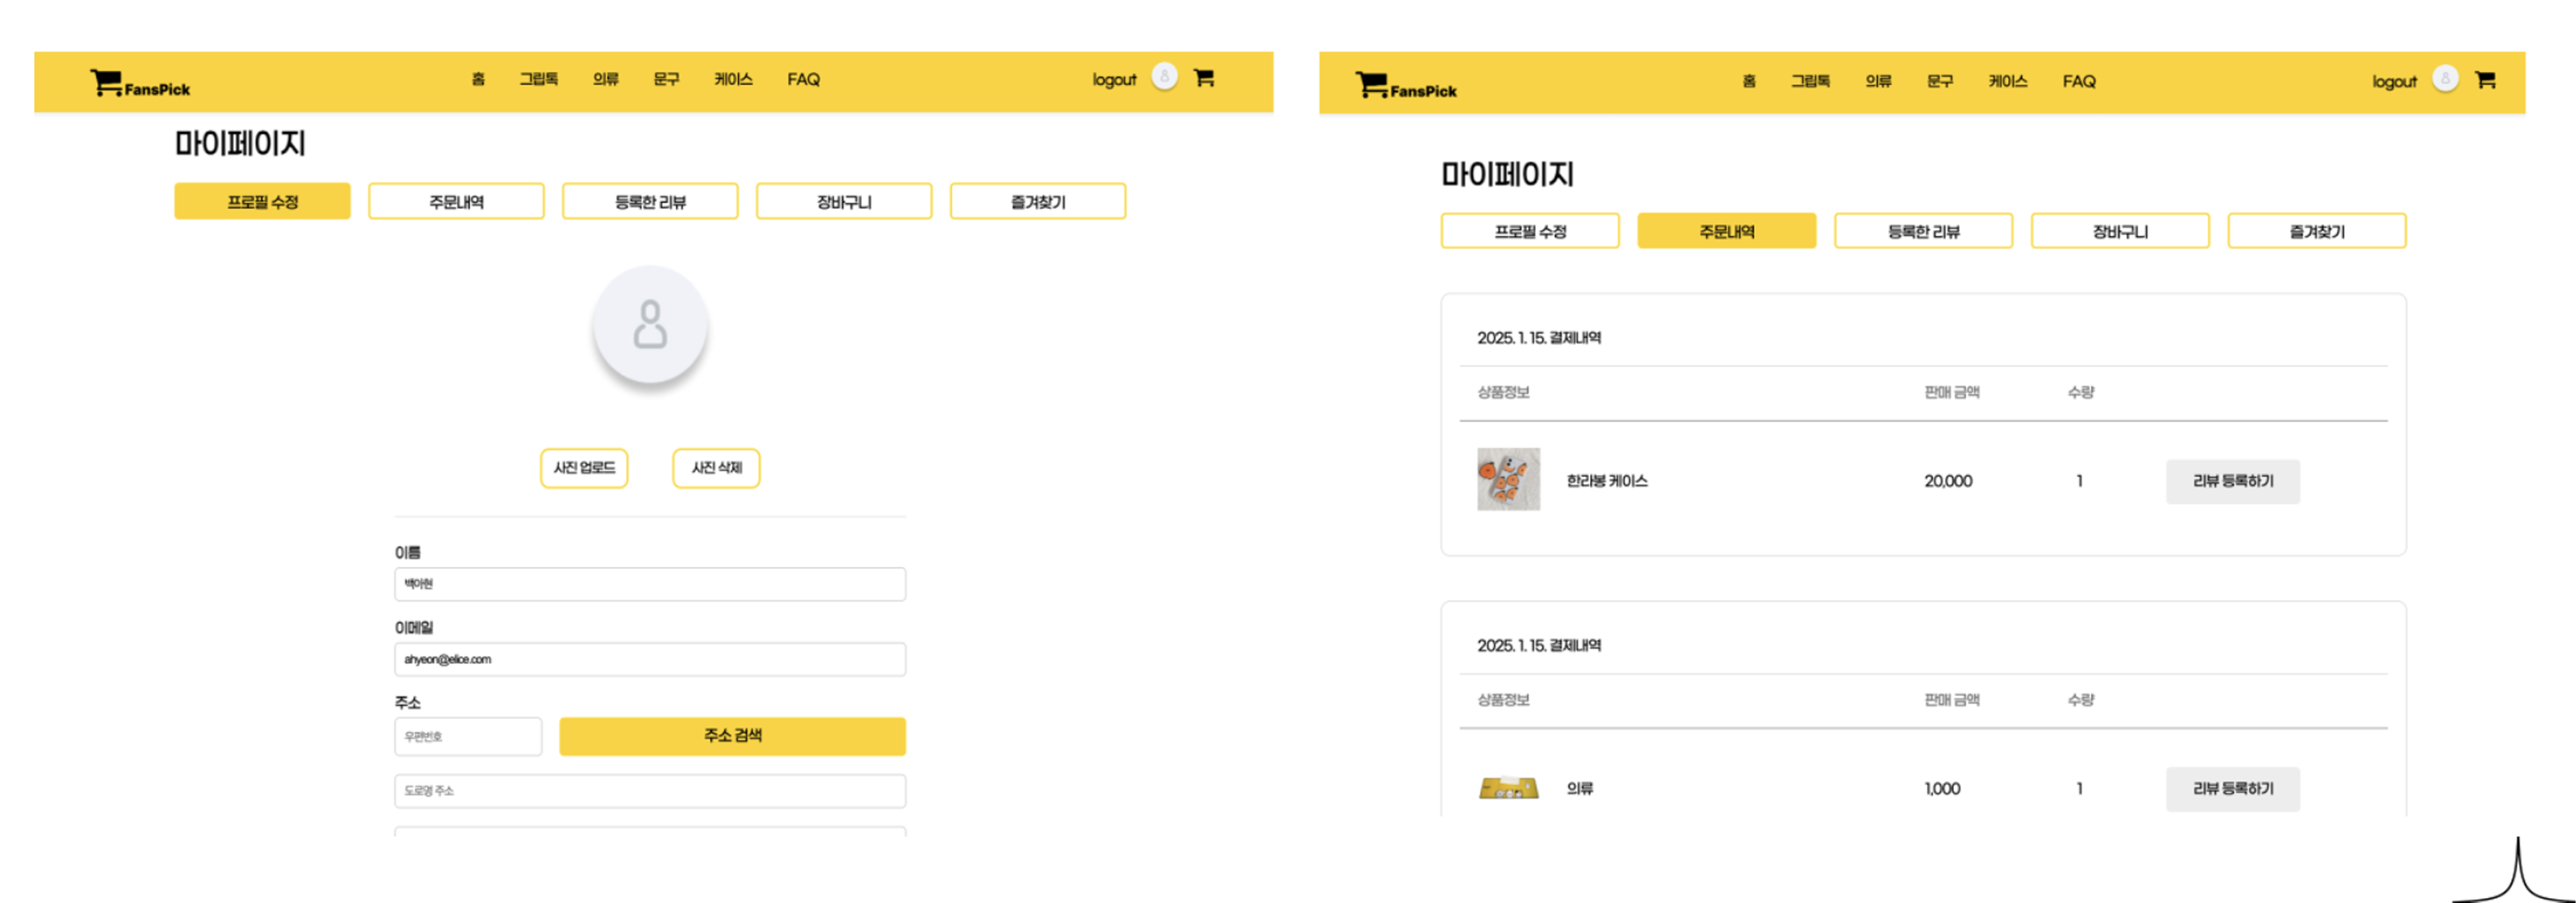 FansPick 홈 그립톡 의류 문구 케이스 FAQ logout
마이페이지
프로필 수정 주문내역 등록한 리뷰 장바구니 즐겨찾기
사진 업로드 사진 삭제
이름
백아현
이메일
ahyeon@elice.com
주소
우편번호 주소 검색
도로명 주소
FansPick 홈 그립톡 의류 문구 케이스 FAQ logout
마이페이지
프로필 수정 주문내역 등록한 리뷰 장바구니 즐겨찾기
2025. 1. 15. 결제내역
상품정보 판매 금액 수량
한라봉 케이스 20,000 1 리뷰 등록하기
2025. 1. 15. 결제내역
상품정보 판매 금액 수량
의류 1,000 1 리뷰 등록하기